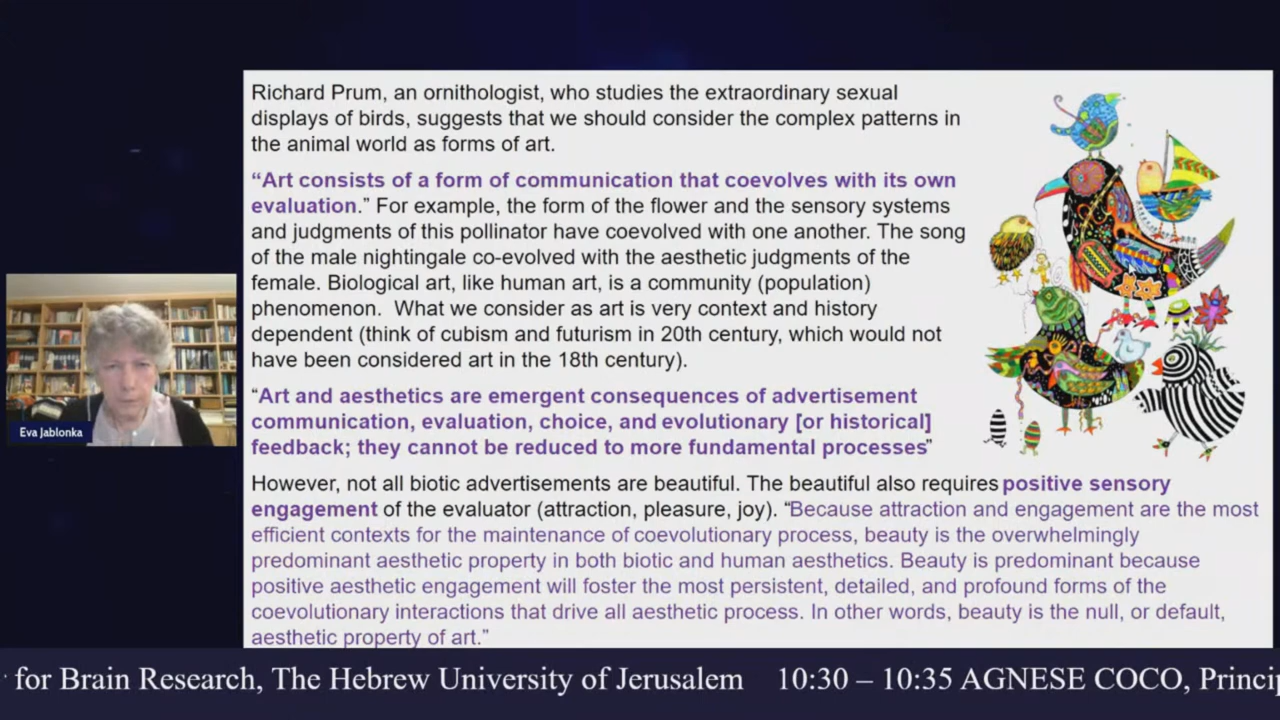 Richard Prum, an ornithologist, who studies the extraordinary sexual
displays of birds, suggests that we should consider the complex patterns in
the animal world as forms of art.
“Art consists of a form of communication that coevolves with its own
evaluation.” For example, the form of the flower and the sensory systems
and judgments of this pollinator have coevolved with one another. The song
of the male nightingale co-evolved with the aesthetic judgments of the
female. Biological art, like human art, is a community (population)
phenomenon. What we consider as art is very context and history
dependent (think of cubism and futurism in 20th century, which would not
have been considered art in the 18th century).
“Art and aesthetics are emergent consequences of advertisement
communication, evaluation, choice, and evolutionary [or historical]
feedback; they cannot be reduced to more fundamental processes”
However, not all biotic advertisements are beautiful. The beautiful also requires positive sensory
engagement of the evaluator (attraction, pleasure, joy). “Because attraction and engagement are the most
efficient contexts for the maintenance of coevolutionary process, beauty is the overwhelmingly
predominant aesthetic property in both biotic and human aesthetics. Beauty is predominant because
positive aesthetic engagement will foster the most persistent, detailed, and profound forms of the
coevolutionary interactions that drive all aesthetic process. In other words, beauty is the null, or default,
aesthetic property of art.”
Eva Jablonka
for Brain Research, The Hebrew University of Jerusalem 10:30 – 10:35 AGNESE COCO, Princi